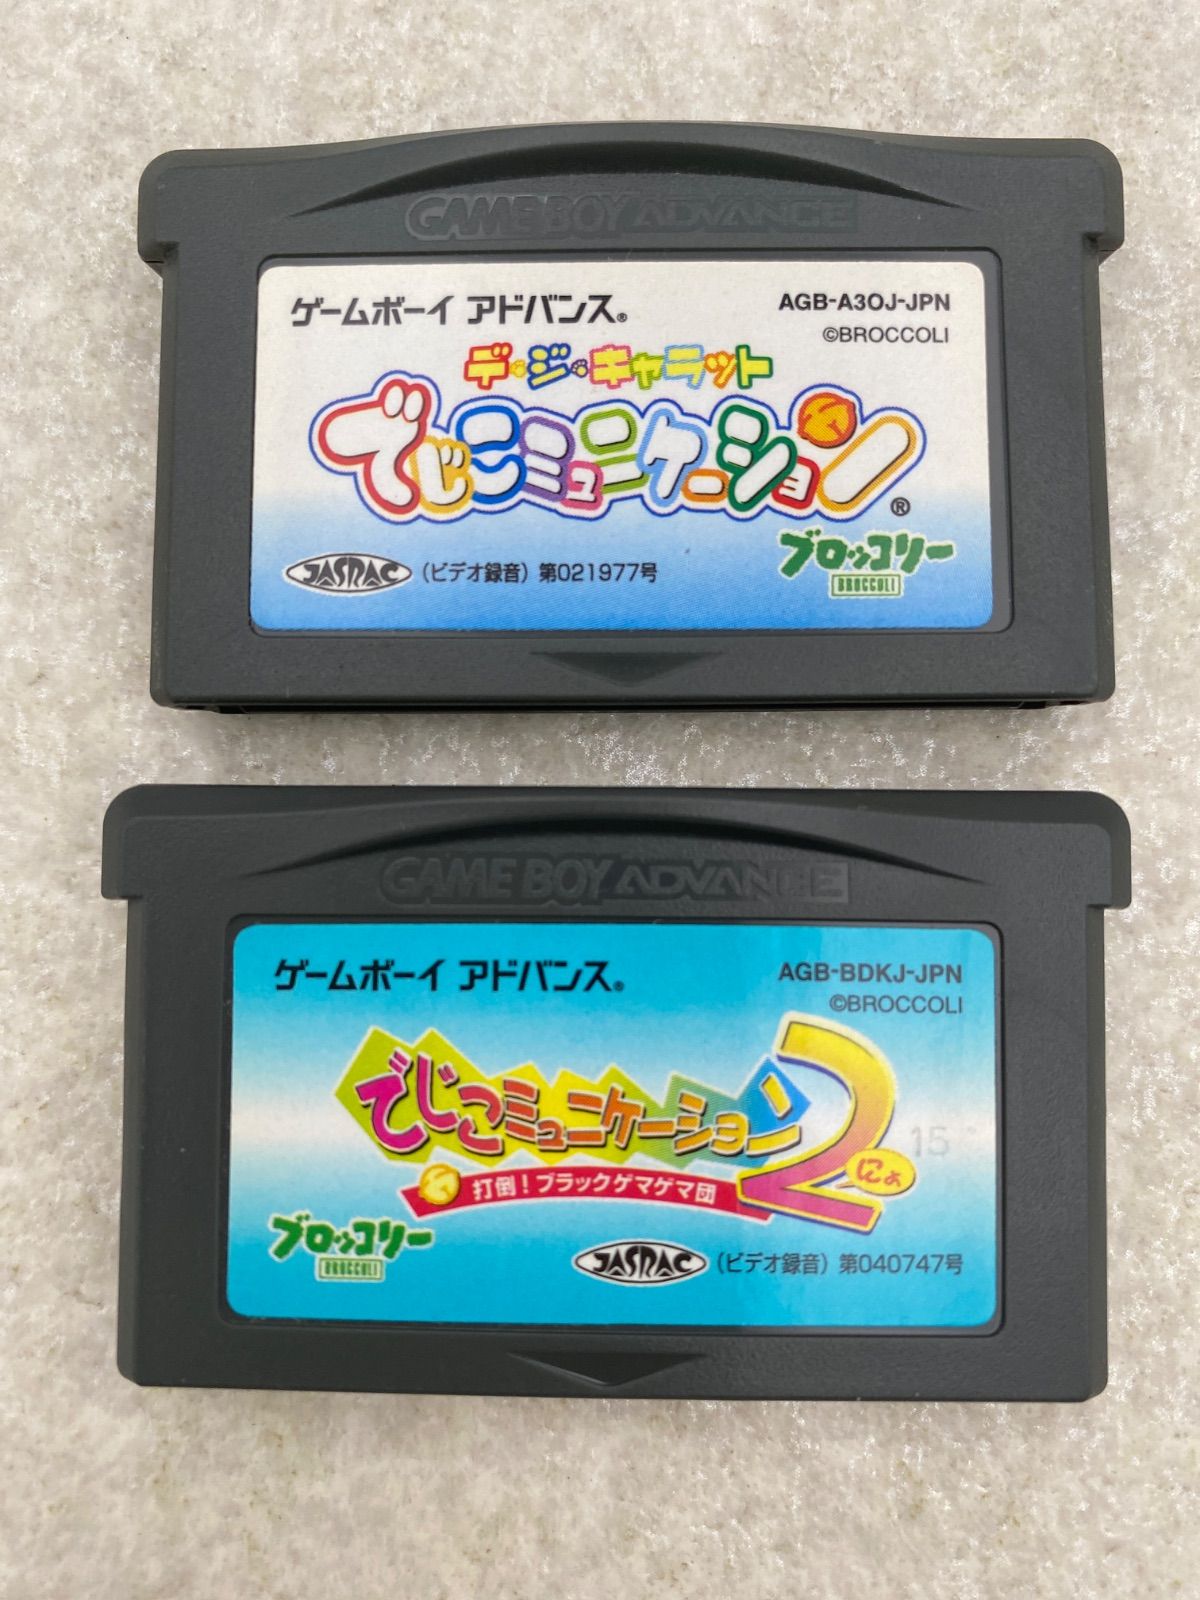 GAME BOY ADVANCE
ゲームボーイ アドバンス®
AGB-A3OJ-JPN
©BROCCOLI
デ・ジ・キャラット
でじこミュニケーション®
ブロッコリー
BROCCOLI
JASRAC (ビデオ録音) 第021977号
GAME BOY ADVANCE
ゲームボーイ アドバンス®
AGB-BDKJ-JPN
©BROCCOLI
でじこミュニケーション2
にょ
15
打倒!ブラックゲマゲマ団
ブロッコリー
BROCCOLI
JASRAC (ビデオ録音) 第040747号